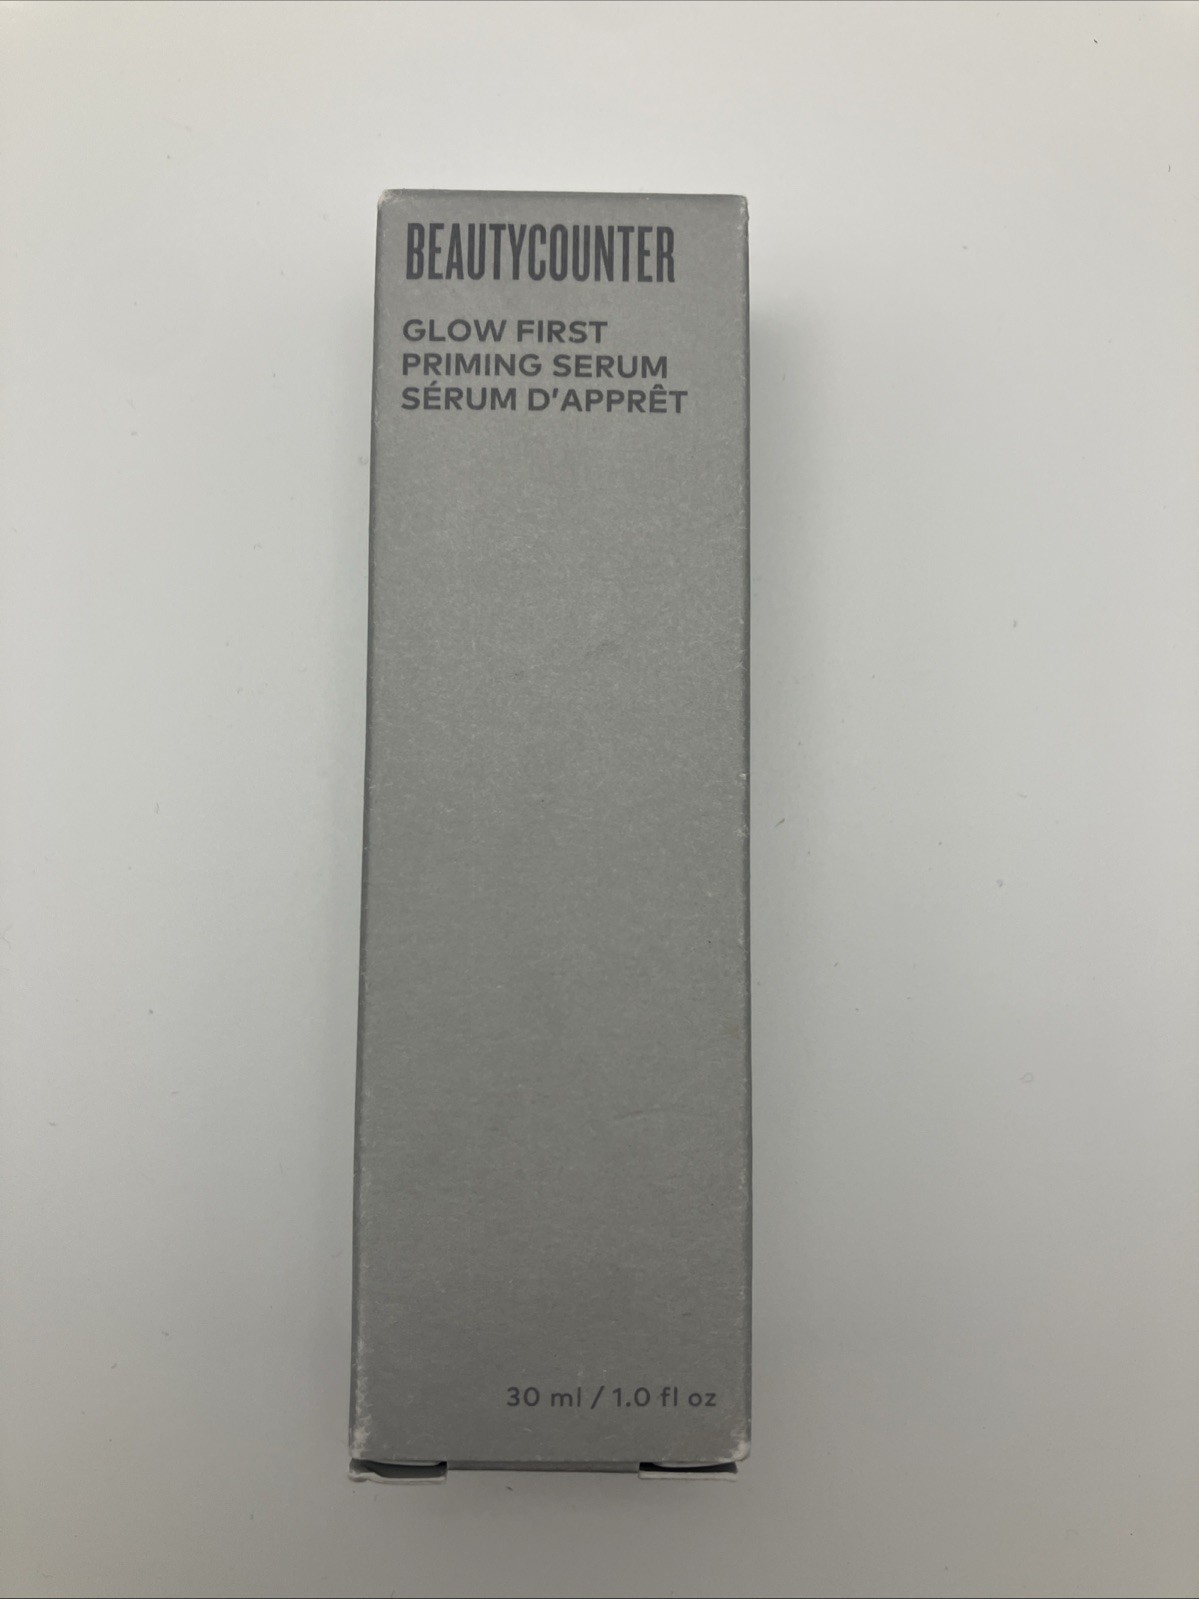 BEAUTYCOUNTER
GLOW FIRST
PRIMING SERUM
SÉRUM D'APPRÊT
30 ml / 1.0 fl oz